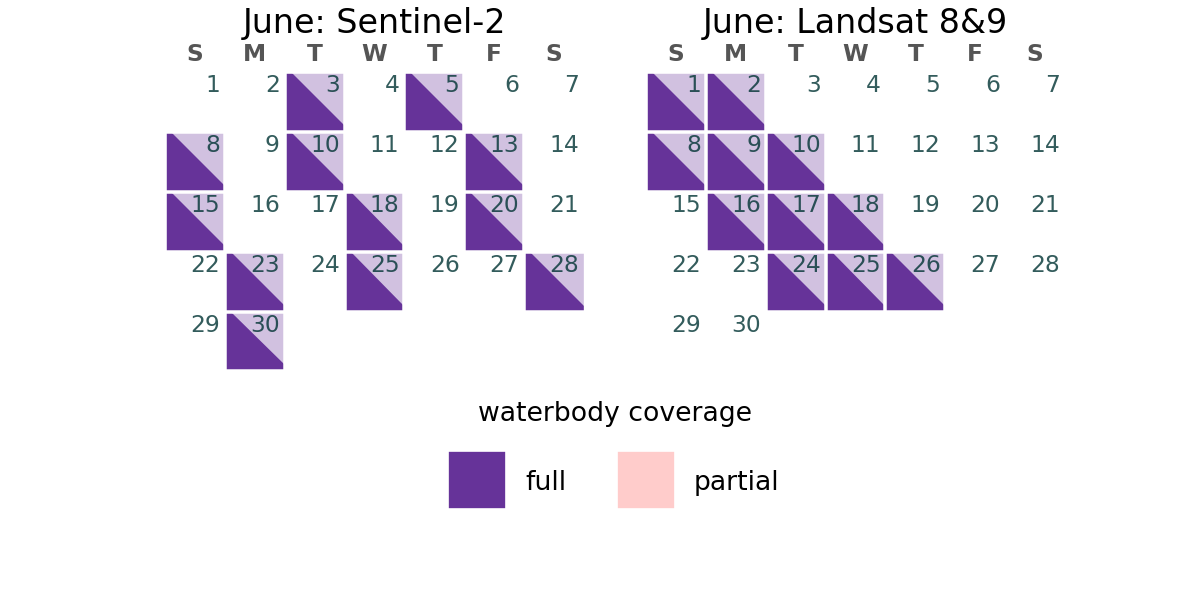 June: Sentinel-2
S M T W T F S
1 2 3 4 5 6 7
8 9 10 11 12 13 14
15 16 17 18 19 20 21
22 23 24 25 26 27 28
29 30
June: Landsat 8&9
S M T W T F S
1 2 3 4 5 6 7
8 9 10 11 12 13 14
15 16 17 18 19 20 21
22 23 24 25 26 27 28
29 30
waterbody coverage
full partial